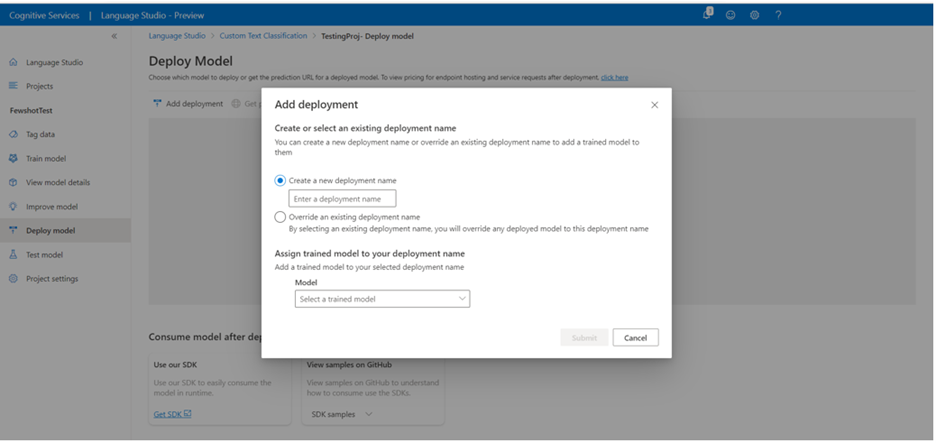 Cognitive Services | Language Studio - Preview
3
?
«
Language Studio > Custom Text Classification > TestingProj- Deploy model
Language Studio
Projects
FewshotTest
Tag data
Train model
View model details
Improve model
Deploy model
Test model
Project settings
Deploy Model
Choose which model to deploy or get the prediction URL for a deployed model. To view pricing for endpoint hosting and service requests after deployment. click here
Add deployment Get
Add deployment
Create or select an existing deployment name
You can create a new deployment name or override an existing deployment name to add a trained model to
them
Create a new deployment name
Enter a deployment name
Override an existing deployment name
By selecting an existing deployment name, you will override any deployed model to this deployment name
Assign trained model to your deployment name
Add a trained model to your selected deployment name
Model
Select a trained model
Submit Cancel
Consume model after
Use our SDK
Use our SDK to easily consume the
model in runtime.
Get SDK
View samples on GitHub
View samples on GitHub to understand
how to consume use the SDKs.
SDK samples